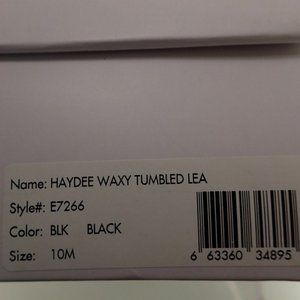 Name: HAYDEE WAXY TUMBLED LEA
Style#: E7266
Color: BLK BLACK
Size: 10M
6 63360 34895